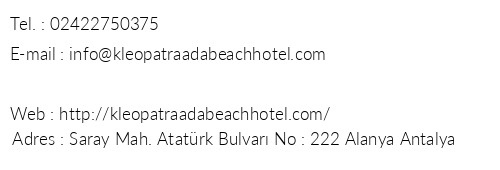 Tel. : 02422750375
E-mail : info@kleopatraadabeachhotel.com
Web : http://kleopatraadabeachhotel.com/
Adres : Saray Mah. Atatürk Bulvarı No : 222 Alanya Antalya